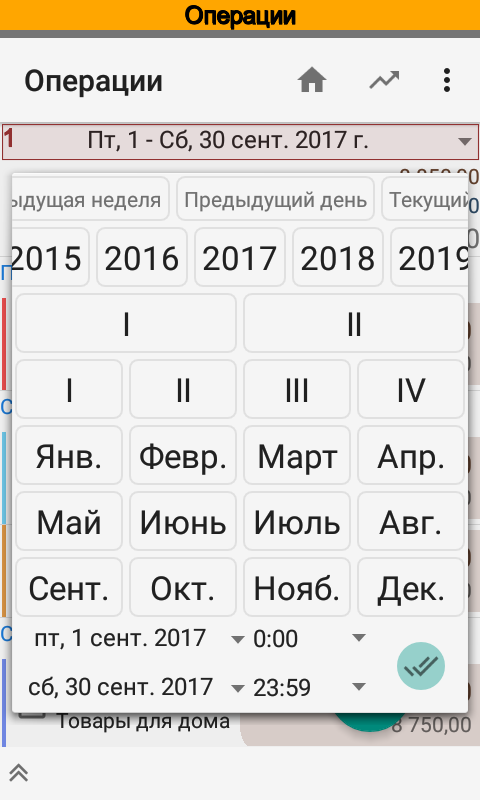 Операции
Операции
1
Пт, 1 - Сб, 30 сент. 2017 г.
ыдущая неделя Предыдущий день Текущий
2015 2016 2017 2018 2019
I II
I II III IV
Янв. Февр. Март Апр.
Май Июнь Июль Авг.
Сент. Окт. Нояб. Дек.
пт, 1 сент. 2017 0:00
сб, 30 сент. 2017 23:59
Товары для дома 8 750,00